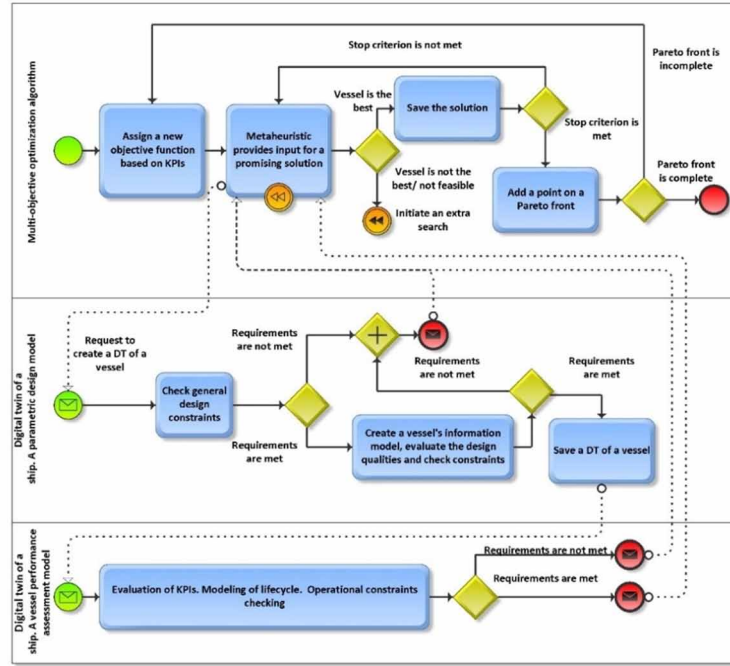 Multi-objective optimization algorithm
Stop criterion is not met
Pareto front is
incomplete
Assign a new
objective function
based on KPIs
Metaheuristic
provides input for a
promising solution
Vessel is the
best
Save the solution
Stop criterion is
met
Vessel is not the
best/ not feasible
Initiate an extra
search
Add a point on a
Pareto front
Pareto front
is complete
Digital twin of a
ship. A parametric design model
Request to
create a DT of a
vessel
Check general
design
constraints
Requirements
are not met
Requirements
are met
Requirements
are not met
Create a vessel's information
model, evaluate the design
qualities and check constraints
Requirements
are met
Save a DT of a vessel
Digital twin of a
ship. A vessel performance
assessment model
Evaluation of KPIs. Modeling of lifecycle. Operational constraints
checking
Requirements are not met
Requirements are met